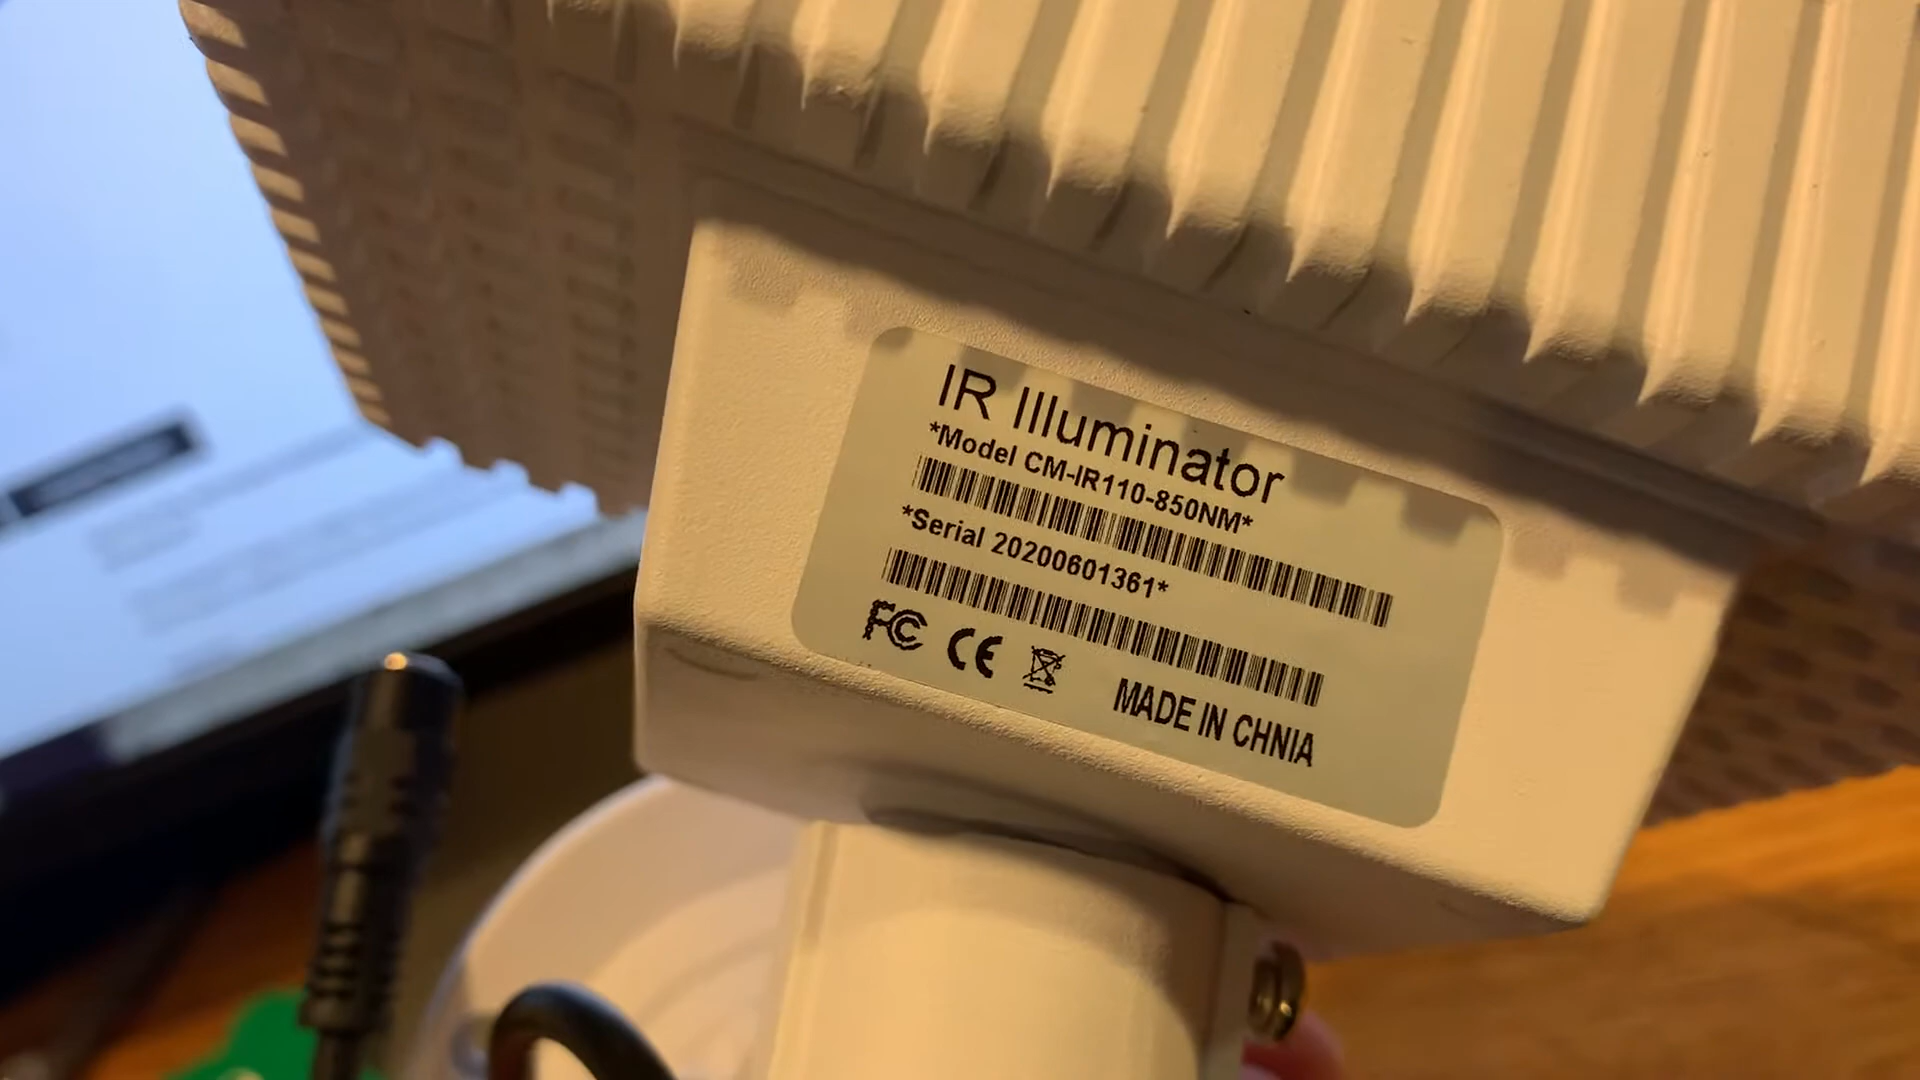 IR Illuminator
*Model CM-IR110-850NM*
*Serial 20200601361*
FC CE
MADE IN CHNIA